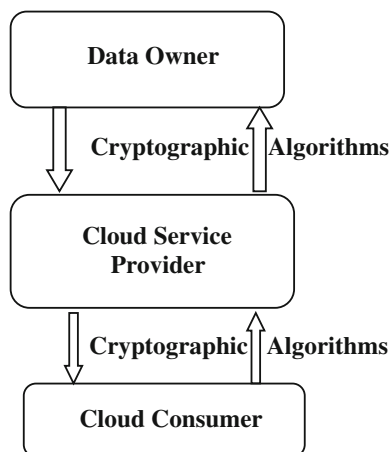 Data Owner
Cryptographic Algorithms
Cloud Service
Provider
Cryptographic Algorithms
Cloud Consumer